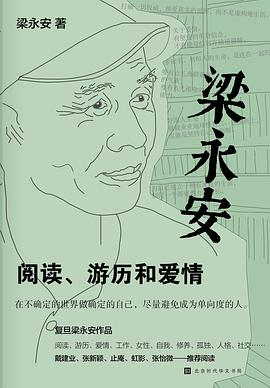 梁永安 著
梁永安
阅读、游历和爱情
在不确定的世界做确定的自己，尽量避免成为单向度的人。
复旦梁永安作品
阅读、游历、爱情、工作、女性、自我、修养、孤独、人格、社交……
戴建业、张新颖、止庵、虹影、张怡微——推荐阅读
北京时代华文书局